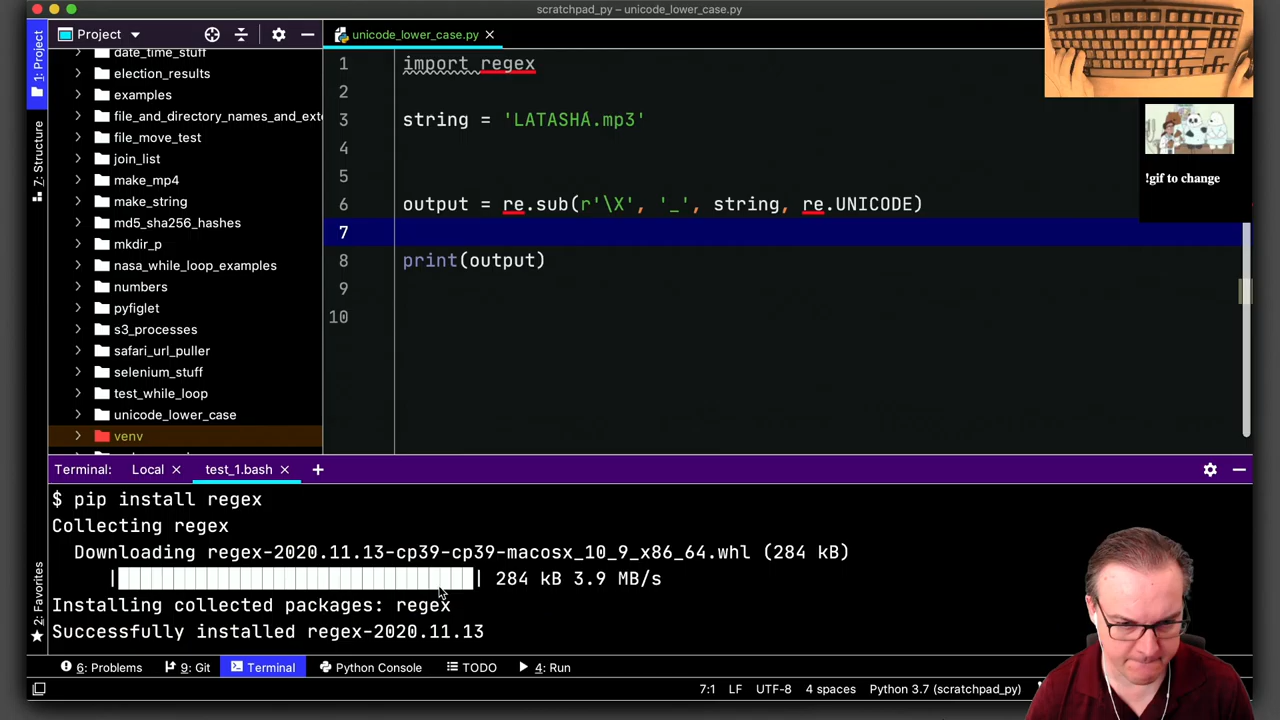 scratchpad_py – unicode_lower_case.py
1: Project
Project
unicode_lower_case.py
date_time_stuff
election_results
examples
file_and_directory_names_and_exte
file_move_test
join_list
make_mp4
make_string
md5_sha256_hashes
mkdir_p
nasa_while_loop_examples
numbers
pyfiglet
s3_processes
safari_url_puller
selenium_stuff
test_while_loop
unicode_lower_case
venv
7: Structure
2: Favorites
1 import regex
2
3 string = 'LATASHÁ.mp3'
4
5
6 output = re.sub(r'\X', '_', string, re.UNICODE)
7
8 print(output)
9
10
!gif to change
Terminal: Local test_1.bash +
$ pip install regex
Collecting regex
Downloading regex-2020.11.13-cp39-cp39-macosx_10_9_x86_64.whl (284 kB)
| | 284 kB 3.9 MB/s
Installing collected packages: regex
Successfully installed regex-2020.11.13
6: Problems 9: Git Terminal Python Console TODO 4: Run
7:1 LF UTF-8 4 spaces Python 3.7 (scratchpad_py)